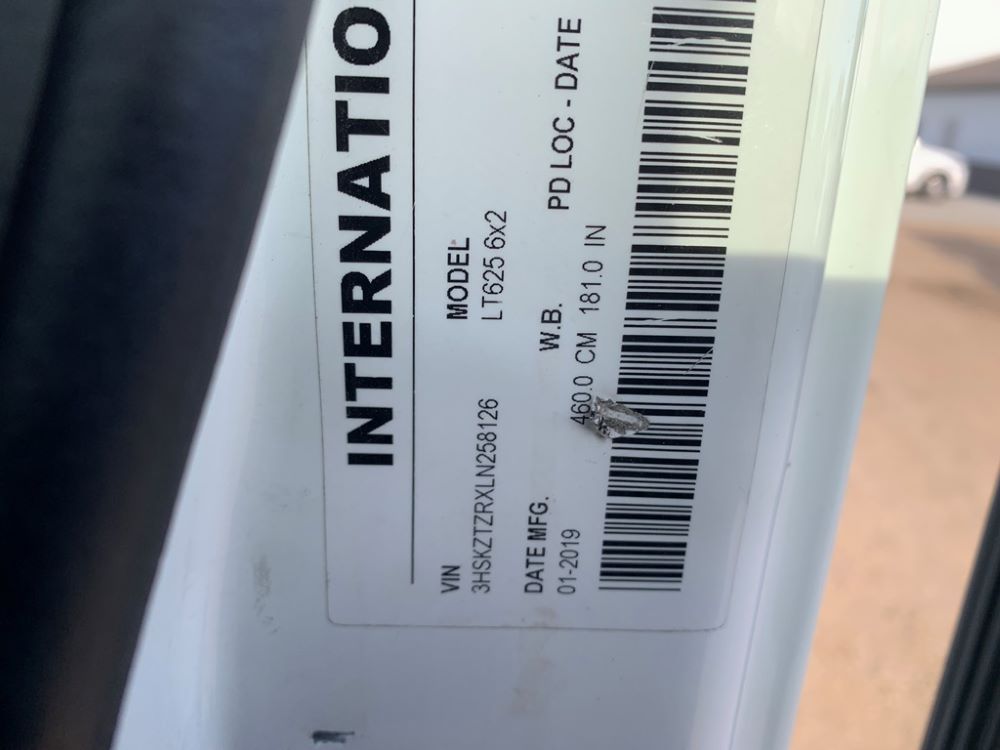 INTERNATIO
VIN
3HSKZTZRXLN258126
MODEL
LT625 6x2
DATE MFG.
01-2019
W.B.
460.0 CM 181.0 IN
PD LOC - DATE